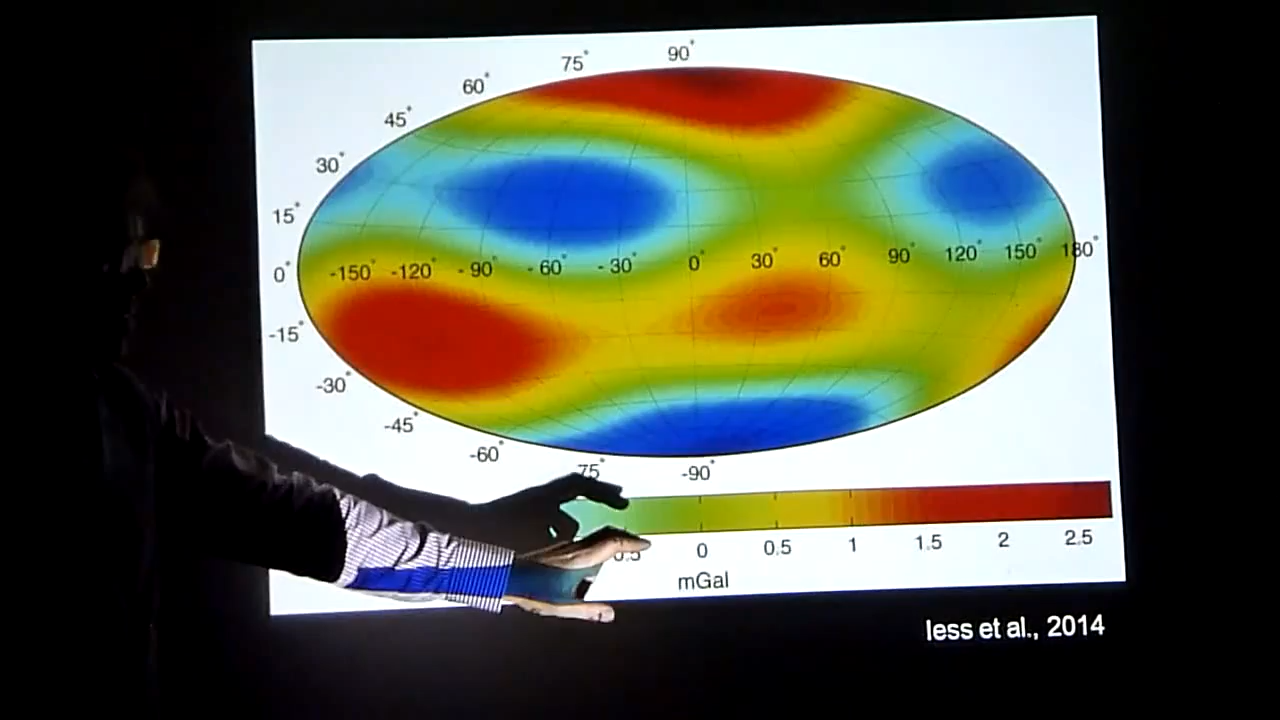 90°
75°
60°
45°
30°
15°
0° -150° -120° -90° -60° -30° 0° 30° 60° 90° 120° 150° 180°
-15°
-30°
-45°
-60°
75° -90°
0 0.5 1 1.5 2 2.5
mGal
Iess et al., 2014